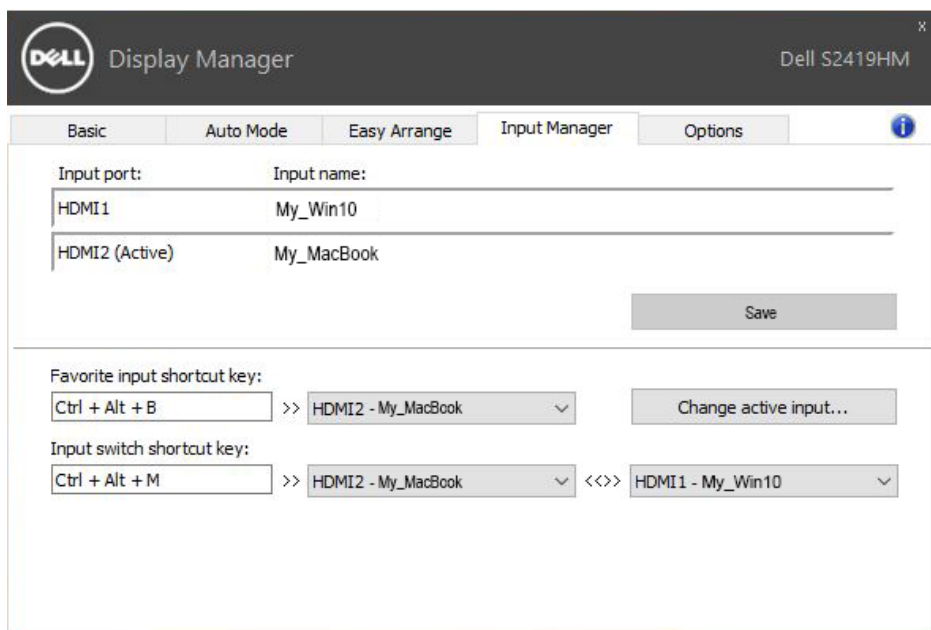 x
DELL Display Manager Dell S2419HM
Basic Auto Mode Easy Arrange Input Manager Options i
Input port: Input name:
HDMI1 My_Win10
HDMI2 (Active) My_MacBook
Save
Favorite input shortcut key:
Ctrl + Alt + B >> HDMI2 - My_MacBook Change active input...
Input switch shortcut key:
Ctrl + Alt + M >> HDMI2 - My_MacBook <<>> HDMI1 - My_Win10